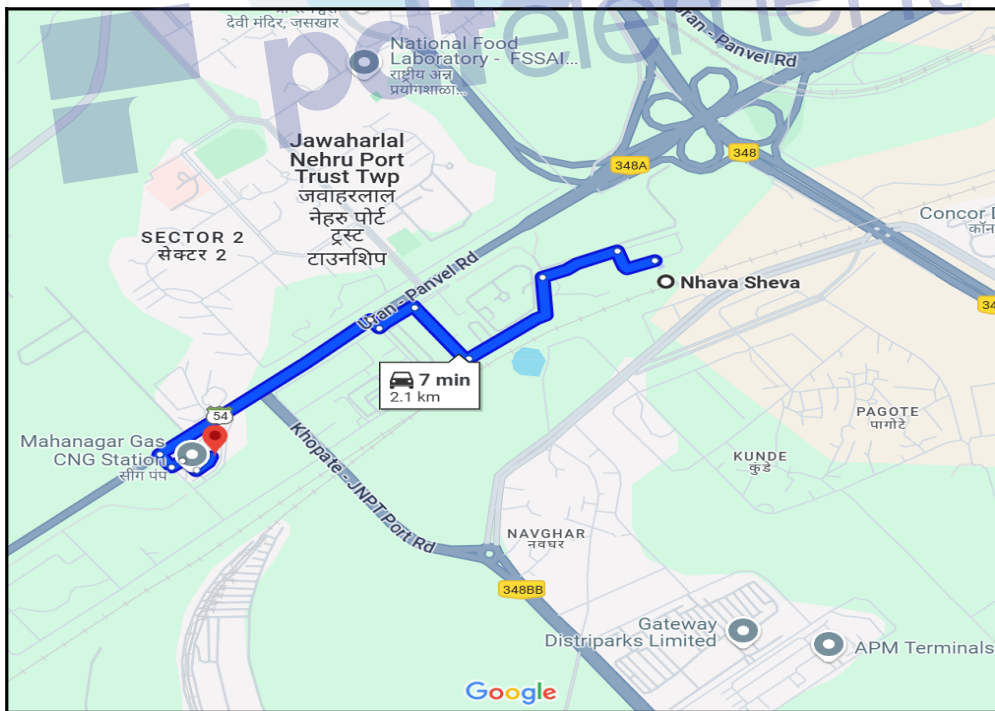 देवी मंदिर, जसखार
National Food
Laboratory - FSSAI...
राष्ट्रीय अन्न
प्रयोगशाळा...
Uran - Panvel Rd
Jawaharlal
Nehru Port
Trust Twp
जवाहरलाल
नेहरु पोर्ट
ट्रस्ट
टाउनशिप
348A
348
SECTOR 2
सेक्टर 2
Concor
Uran - Panvel Rd
Nhava Sheva
7 min
2.1 km
54
Mahanagar Gas
CNG Station
सीग पंप
Khopate - JNPT Port Rd
PAGOTE
पागोटे
KUNDE
कुंडे
NAVGHAR
नवघर
348BB
Gateway
Distriparks Limited
APM Terminals
Google